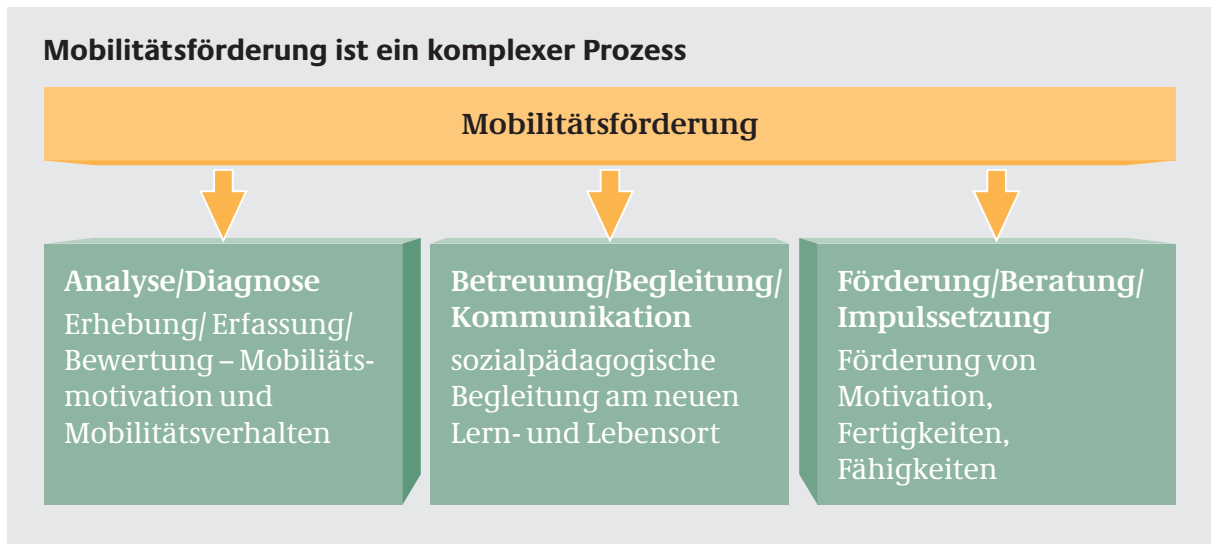 Mobilitätsförderung ist ein komplexer Prozess
Mobilitätsförderung
Analyse/Diagnose
Erhebung/ Erfassung/
Bewertung – Mobiliäts-
motivation und
Mobilitätsverhalten
Betreuung/Begleitung/
Kommunikation
sozialpädagogische
Begleitung am neuen
Lern- und Lebensort
Förderung/Beratung/
Impulssetzung
Förderung von
Motivation,
Fertigkeiten,
Fähigkeiten